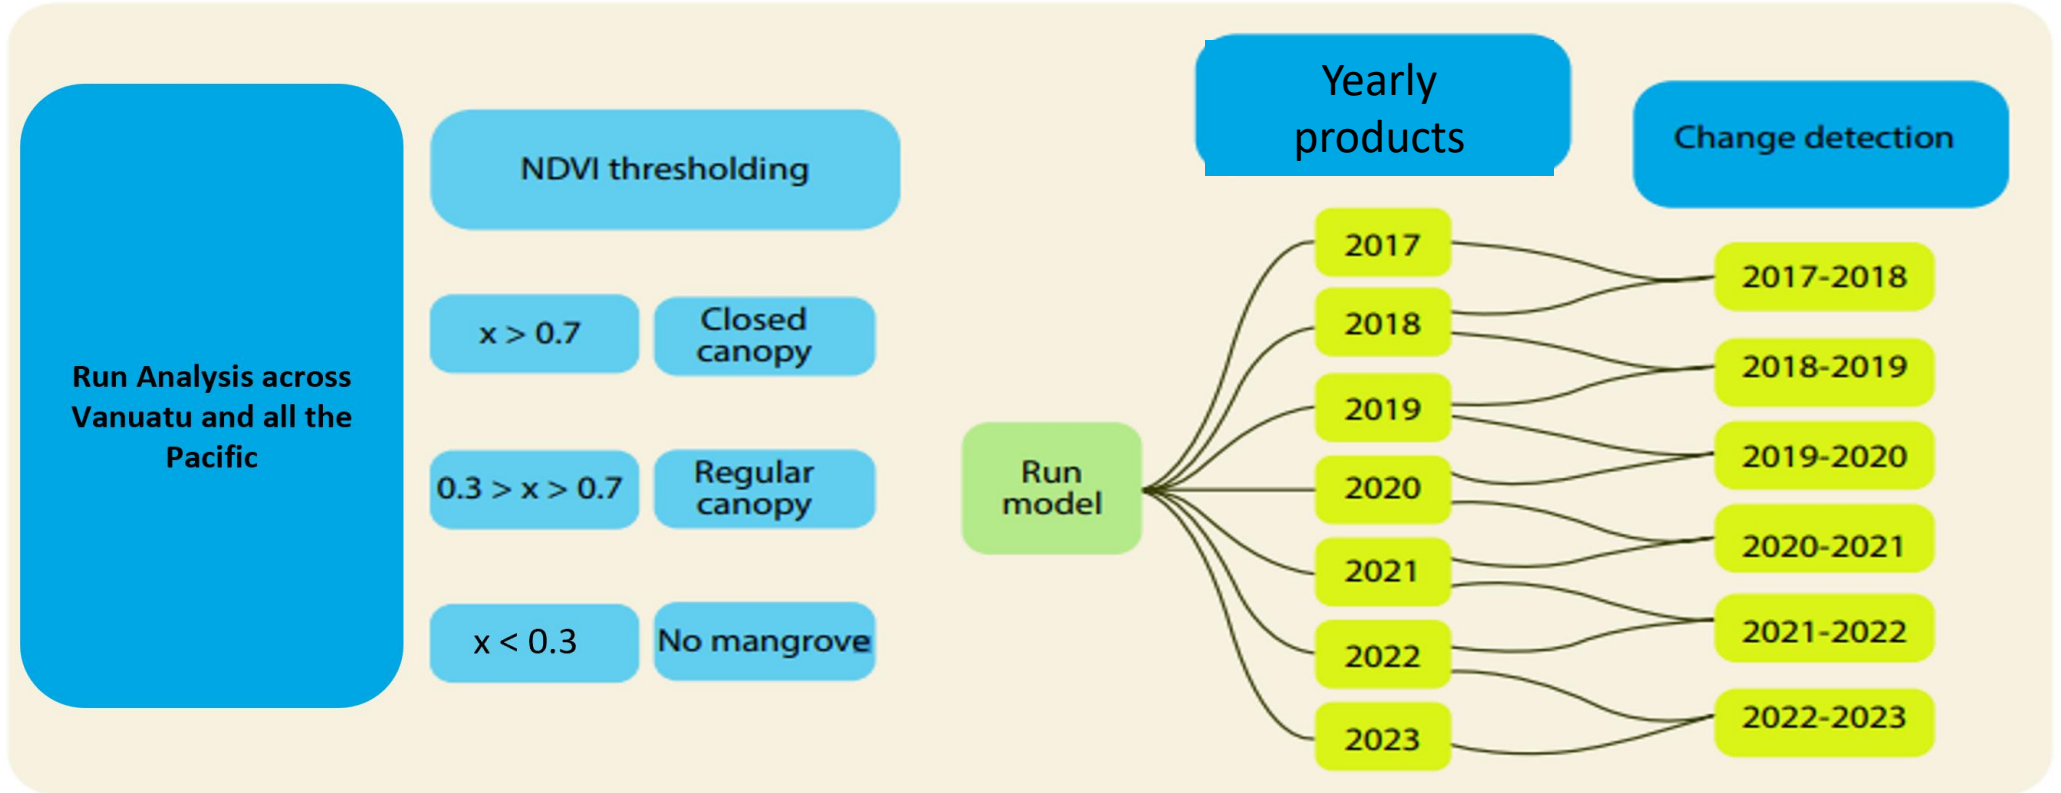 Run Analysis across
Vanuatu and all the
Pacific
NDVI thresholding
x > 0.7
Closed
canopy
0.3 > x > 0.7
Regular
canopy
x < 0.3
No mangrove
Run
model
Yearly
products
2017
2018
2019
2020
2021
2022
2023
Change detection
2017-2018
2018-2019
2019-2020
2020-2021
2021-2022
2022-2023